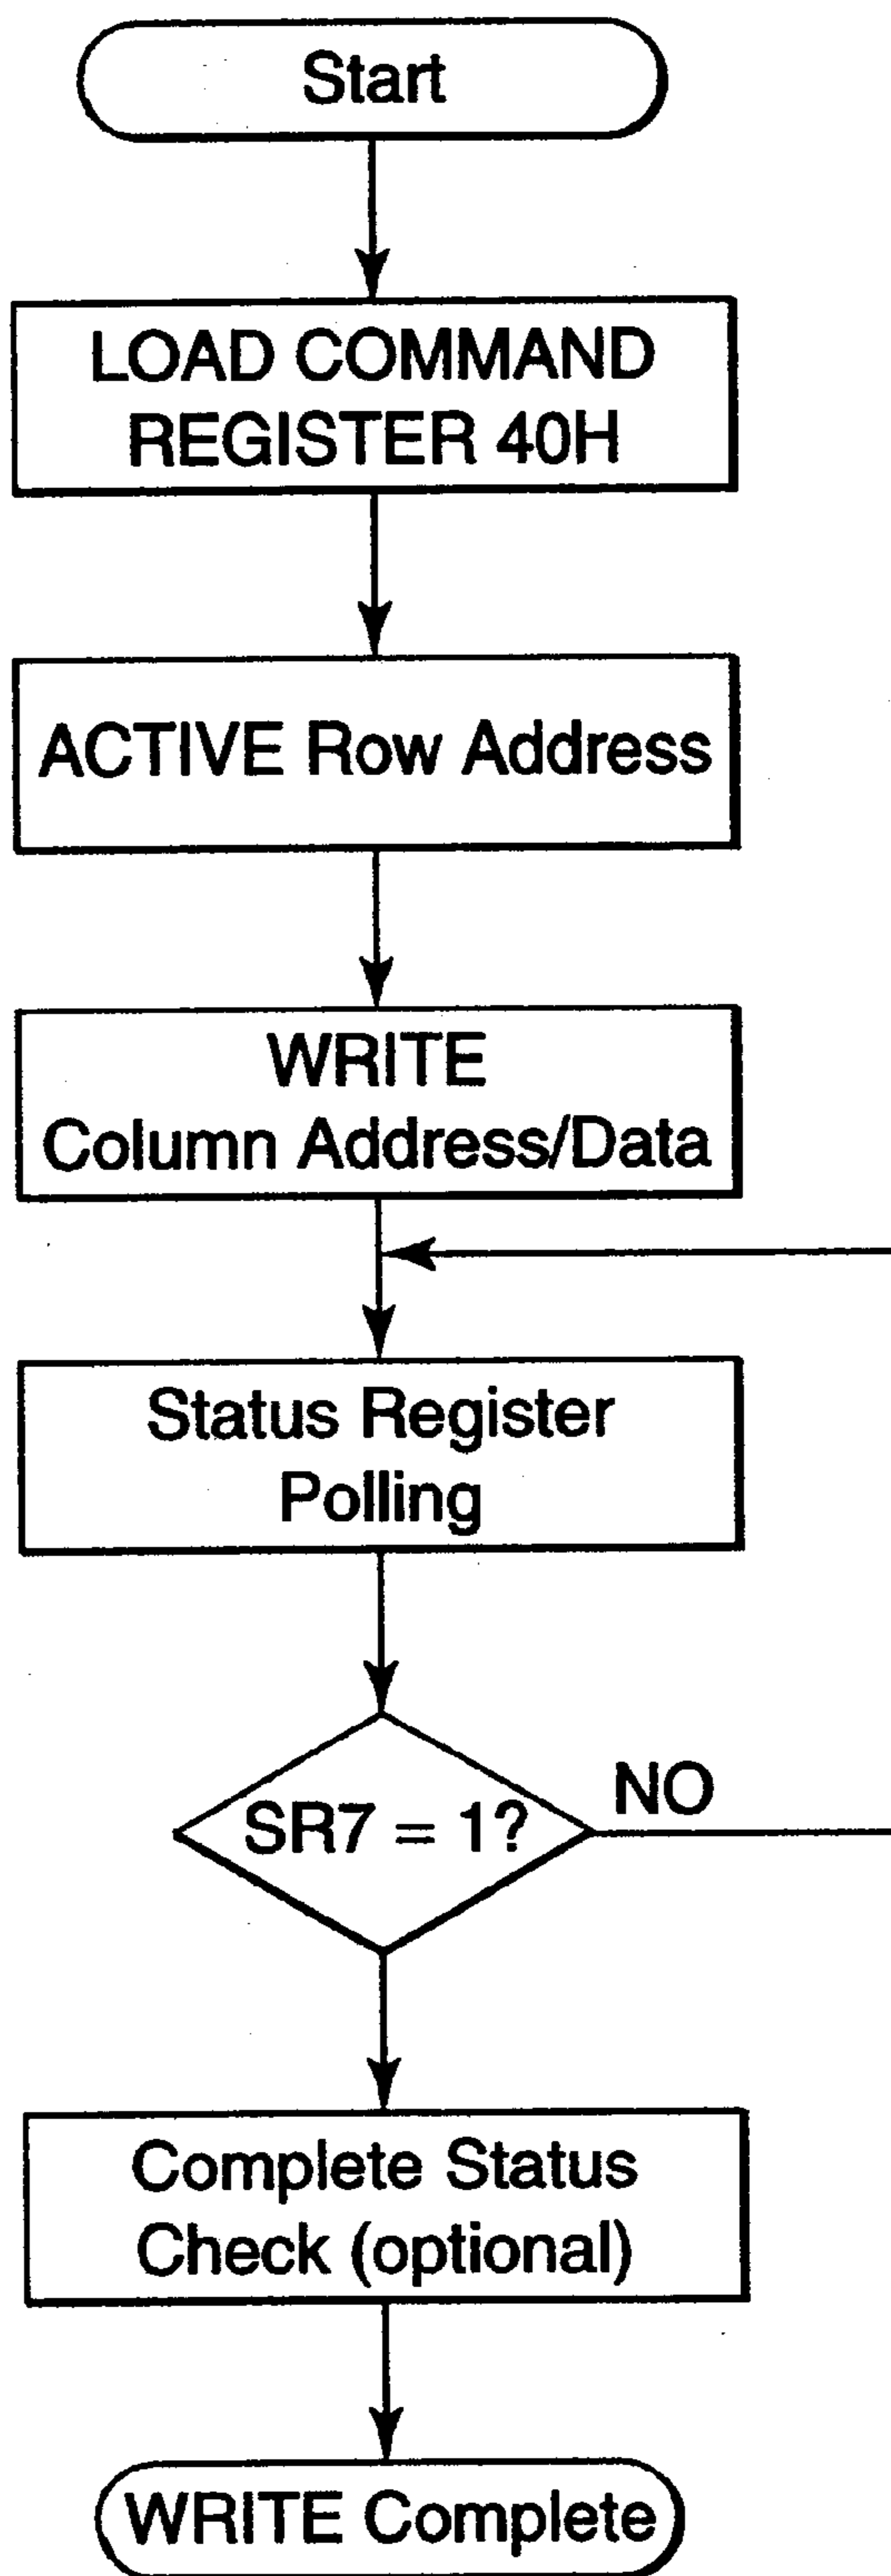 Start
LOAD COMMAND
REGISTER 40H
ACTIVE Row Address
WRITE
Column Address/Data
Status Register
Polling
SR7 = 1?
NO
Complete Status
Check (optional)
WRITE Complete